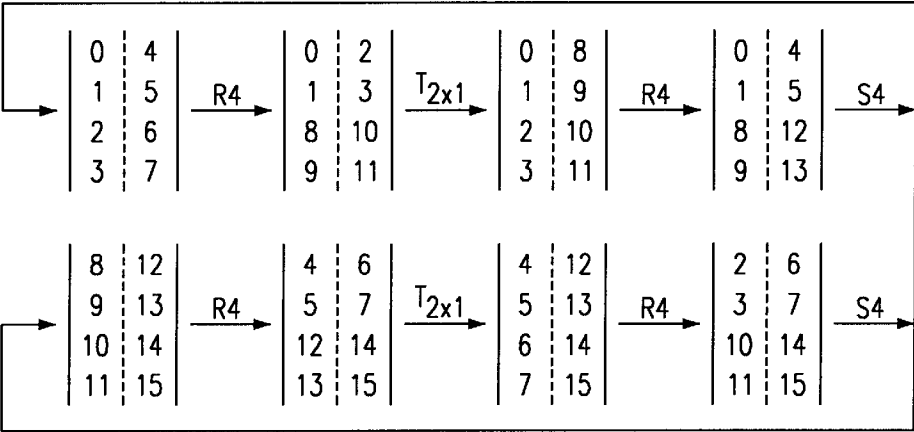 0 4 0 2 0 8 0 4
1 5 R4 1 3 T2x1 1 9 R4 1 5 S4
2 6 8 10 2 10 8 12
3 7 9 11 3 11 9 13
8 12 4 6 4 12 2 6
9 13 R4 5 7 T2x1 5 13 R4 3 7 S4
10 14 12 14 6 14 10 14
11 15 13 15 7 15 11 15